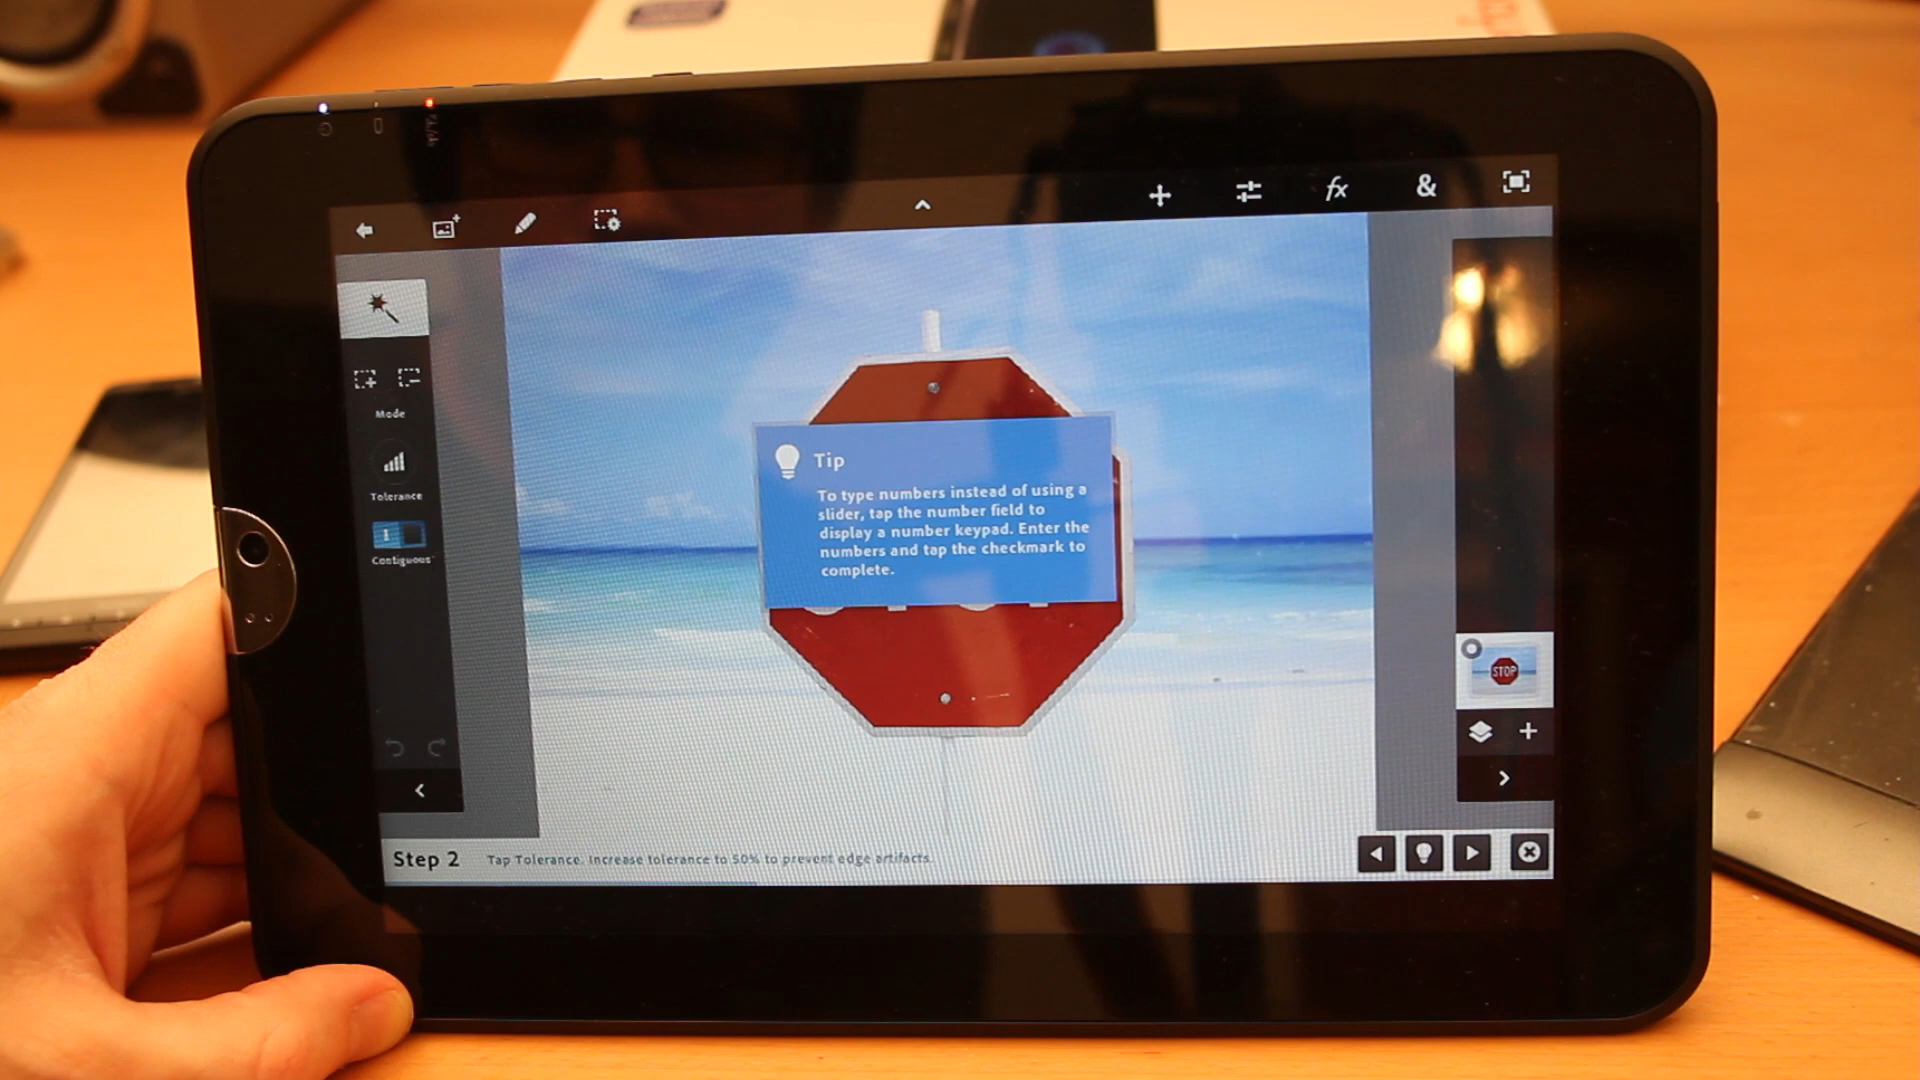 fx &
Mode
Tolerance
Contiguous
Tip
To type numbers instead of using a
slider, tap the number field to
display a number keypad. Enter the
numbers and tap the checkmark to
complete.
STOP
Step 2 Tap Tolerance. Increase tolerance to 50% to prevent edge artifacts.